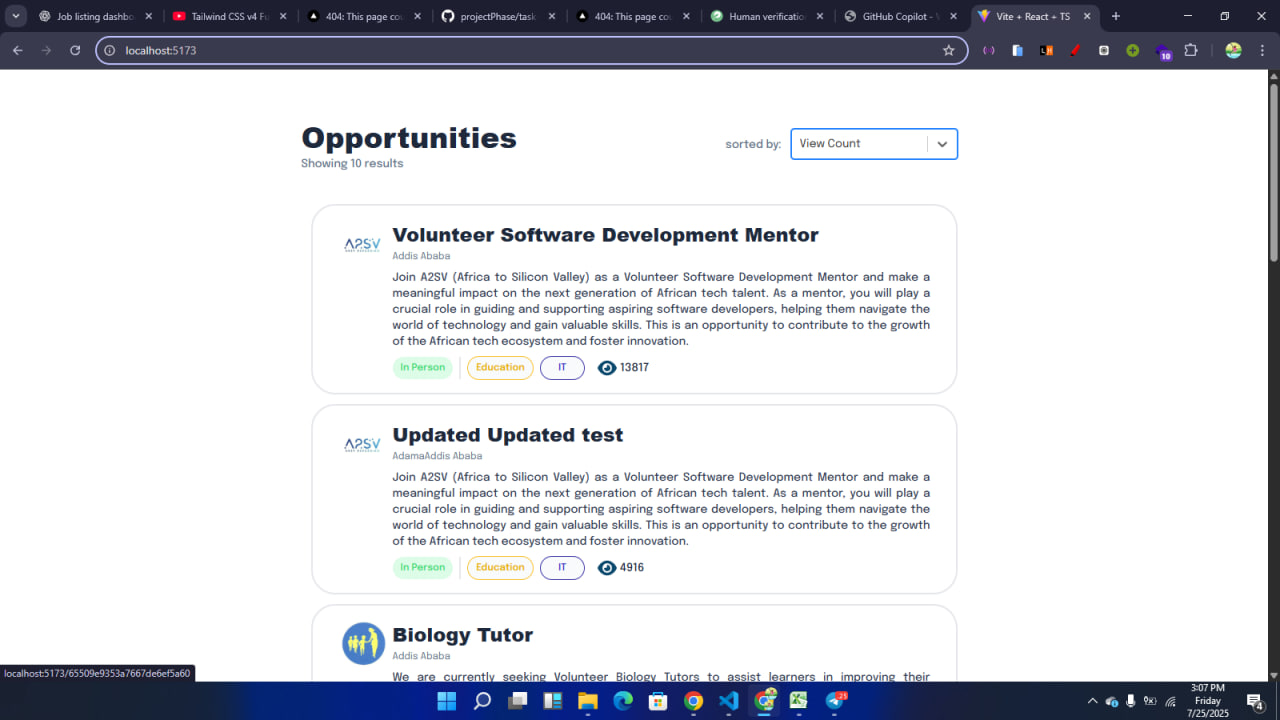 Job listing dashbo
Tailwind CSS v4 Fu
404: This page cou
projectPhase/task
404: This page cou
Human verification
GitHub Copilot - V
Vite + React + TS
localhost:5173
10
Opportunities
Showing 10 results
sorted by:
View Count
A2SV
Volunteer Software Development Mentor
Addis Ababa
Join A2SV (Africa to Silicon Valley) as a Volunteer Software Development Mentor and make a
meaningful impact on the next generation of African tech talent. As a mentor, you will play a
crucial role in guiding and supporting aspiring software developers, helping them navigate the
world of technology and gain valuable skills. This is an opportunity to contribute to the growth
of the African tech ecosystem and foster innovation.
In Person
Education
IT
13817
A2SV
Updated Updated test
AdamaAddis Ababa
Join A2SV (Africa to Silicon Valley) as a Volunteer Software Development Mentor and make a
meaningful impact on the next generation of African tech talent. As a mentor, you will play a
crucial role in guiding and supporting aspiring software developers, helping them navigate the
world of technology and gain valuable skills. This is an opportunity to contribute to the growth
of the African tech ecosystem and foster innovation.
In Person
Education
IT
4916
Biology Tutor
Addis Ababa
We are currently seeking Volunteer Biology Tutors to assist learners in improving their
localhost:5173/65509e9353a7667de6ef5a60
25
3:07 PM
Friday
7/25/2025
4